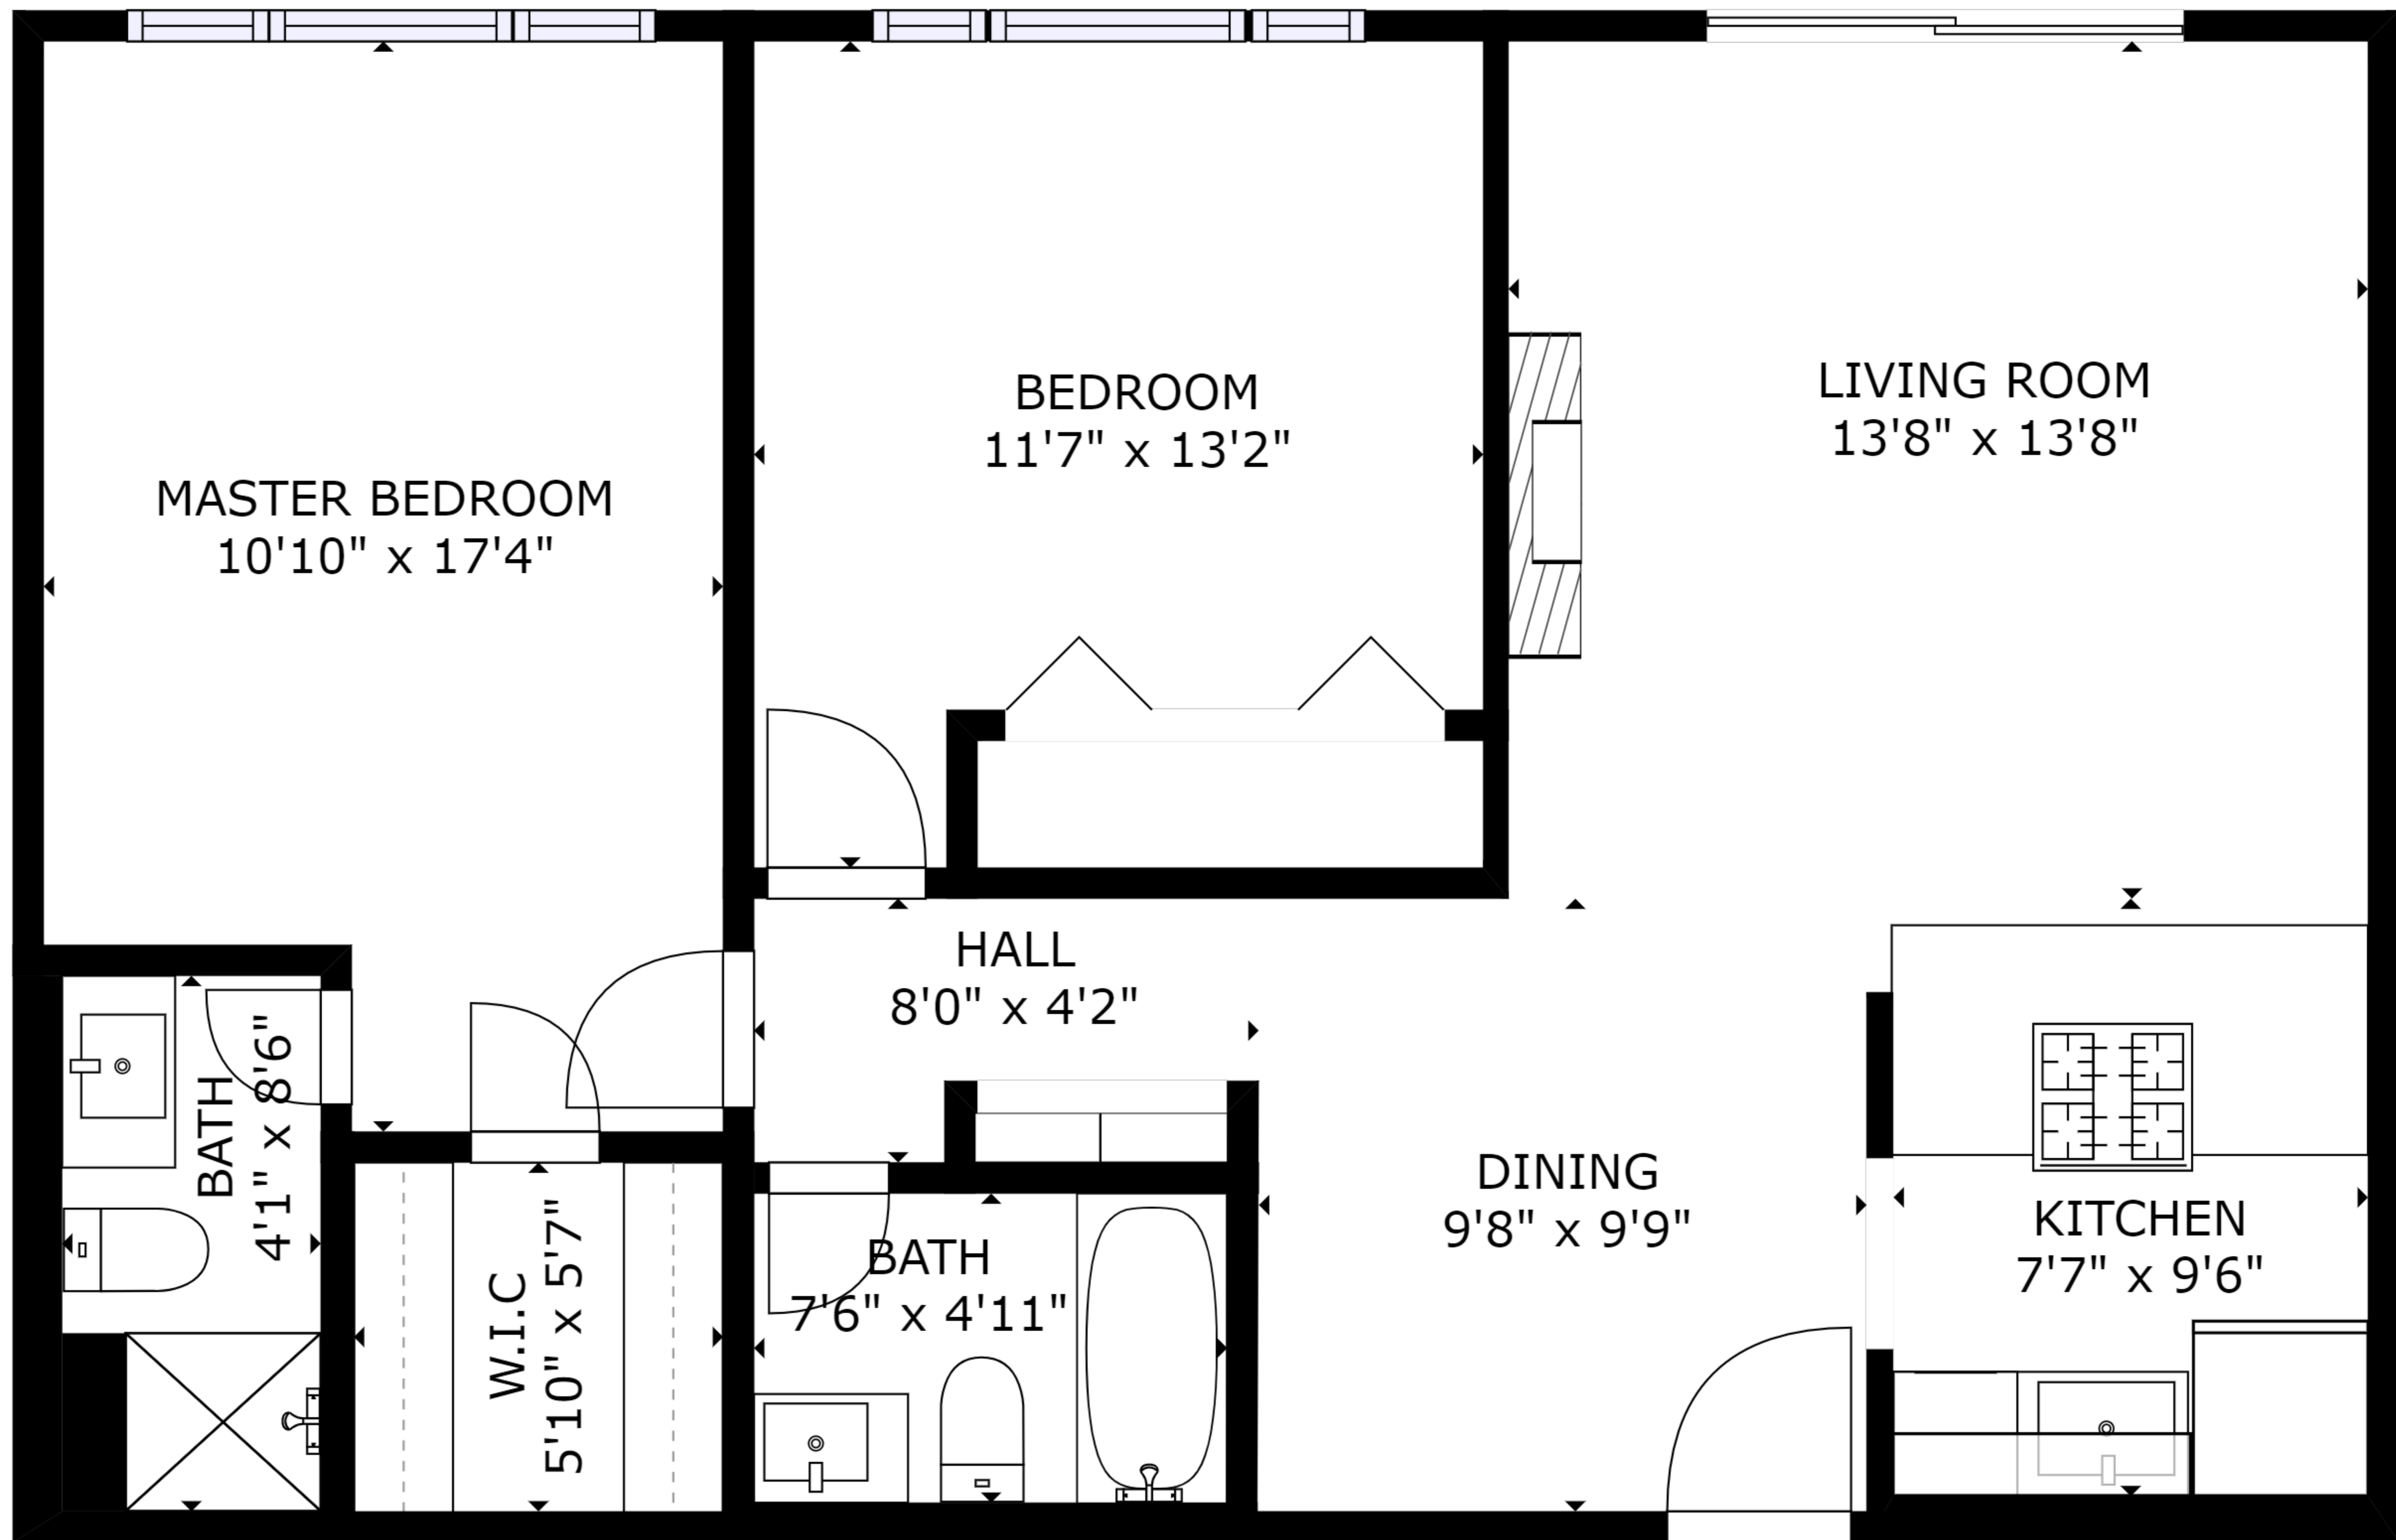 MASTER BEDROOM
10'10" x 17'4"
BEDROOM
11'7" x 13'2"
LIVING ROOM
13'8" x 13'8"
HALL
8'0" x 4'2"
BATH
4'1" x 8'6"
W.I.C
5'10" x 5'7"
BATH
7'6" x 4'11"
DINING
9'8" x 9'9"
KITCHEN
7'7" x 9'6"